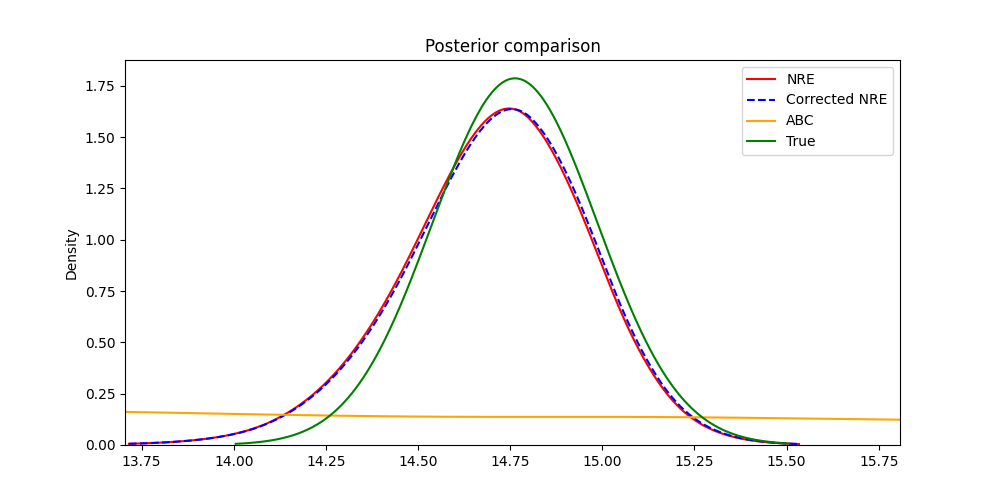 Posterior comparison
NRE
Corrected NRE
ABC
True
Density
1.75
1.50
1.25
1.00
0.75
0.50
0.25
0.00
13.75 14.00 14.25 14.50 14.75 15.00 15.25 15.50 15.75